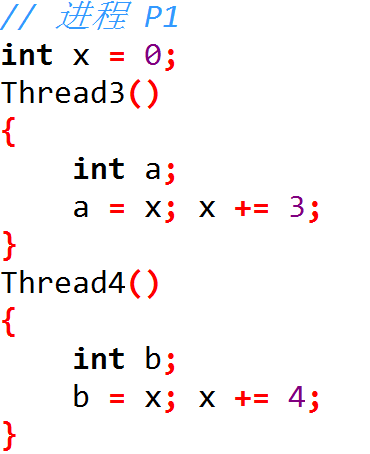 // 进程 P1
int x = 0;
Thread3()
{
    int a;
    a = x; x += 3;
}
Thread4()
{
    int b;
    b = x; x += 4;
}